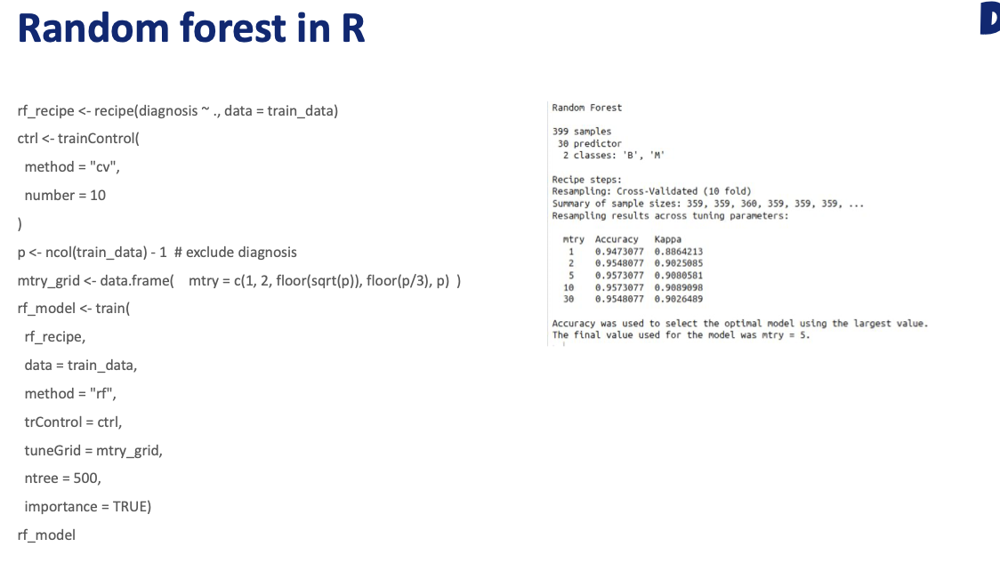 Random forest in R
D
rf_recipe <- recipe(diagnosis ~ ., data = train_data)
ctrl <- trainControl(
method = "cv",
number = 10
)
p <- ncol(train_data) - 1 # exclude diagnosis
mtry_grid <- data.frame( mtry = c(1, 2, floor(sqrt(p)), floor(p/3), p) )
rf_model <- train(
rf_recipe,
data = train_data,
method = "rf",
trControl = ctrl,
tuneGrid = mtry_grid,
ntree = 500,
importance = TRUE)
rf_model
Random Forest
399 samples
30 predictor
2 classes: 'B', 'M'
Recipe steps:
Resampling: Cross-Validated (10 fold)
Summary of sample sizes: 359, 359, 360, 359, 359, 359, ...
Resampling results across tuning parameters:
mtry Accuracy Kappa
1 0.9473077 0.8864213
2 0.9548077 0.9025085
5 0.9573077 0.9080581
10 0.9573077 0.9089098
30 0.9548077 0.9026489
Accuracy was used to select the optimal model using the largest value.
The final value used for the model was mtry = 5.